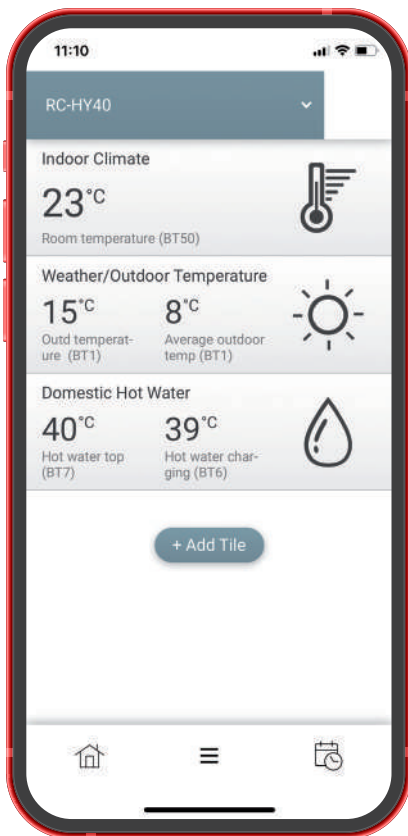 11:10
RC-HY40
Indoor Climate
23°C
Room temperature (BT50)
Weather/Outdoor Temperature
15°C 8°C
Outd temperat- Average outdoor
ure (BT1) temp (BT1)
Domestic Hot Water
40°C 39°C
Hot water top Hot water char-
(BT7) ging (BT6)
+ Add Tile